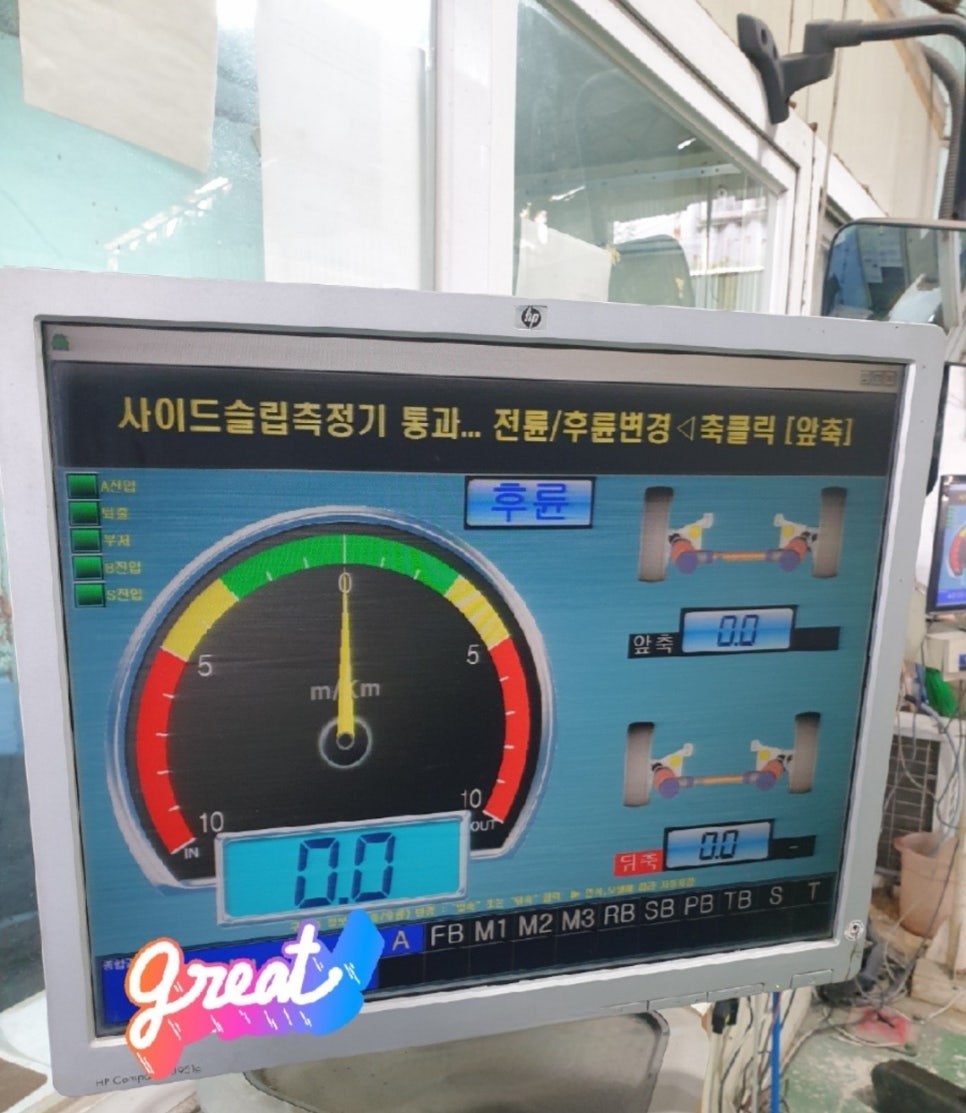 hp
사이드슬립측정기 통과... 전륜/후륜변경◁축클릭 [앞축]
A진입
퇴출
부저
B진입
S진입
후륜
0
5
5
m/Km
10
10
IN
OUT
0.0
앞축 0.0
뒤축 0.0 -
A FB M1 M2 M3 RB SB PB TB S T
great